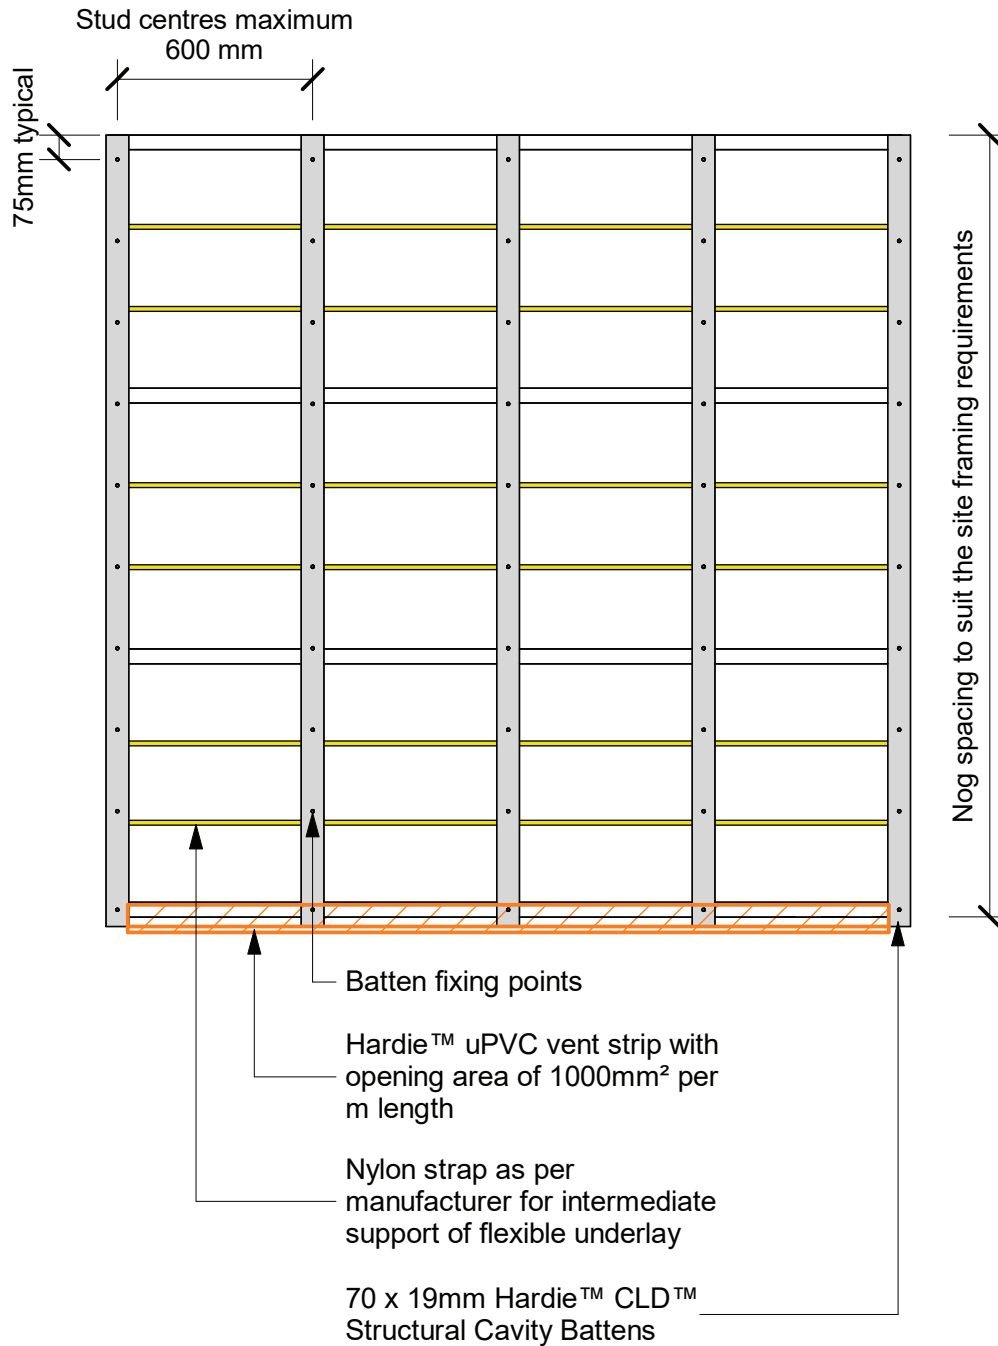 Stud centres maximum
600 mm
75mm typical
Nog spacing to suit the site framing requirements
Batten fixing points
Hardie™ uPVC vent strip with
opening area of 1000mm² per
m length
Nylon strap as per
manufacturer for intermediate
support of flexible underlay
70 x 19mm Hardie™ CLD™
Structural Cavity Battens